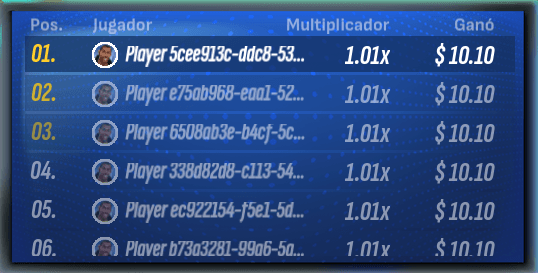 Pos. Jugador Multiplicador Ganó
01. Player 5cee913c-ddc8-53... 1.01x $ 10.10
02. Player e75ab968-eaa1-52... 1.01x $ 10.10
03. Player 6508ab3e-b4cf-5c... 1.01x $ 10.10
04. Player 338d82d8-c113-54... 1.01x $ 10.10
05. Player ec922154-f5e1-5d... 1.01x $ 10.10
06. Player b73a3281-99a6-5a... 1.01x $ 10.10